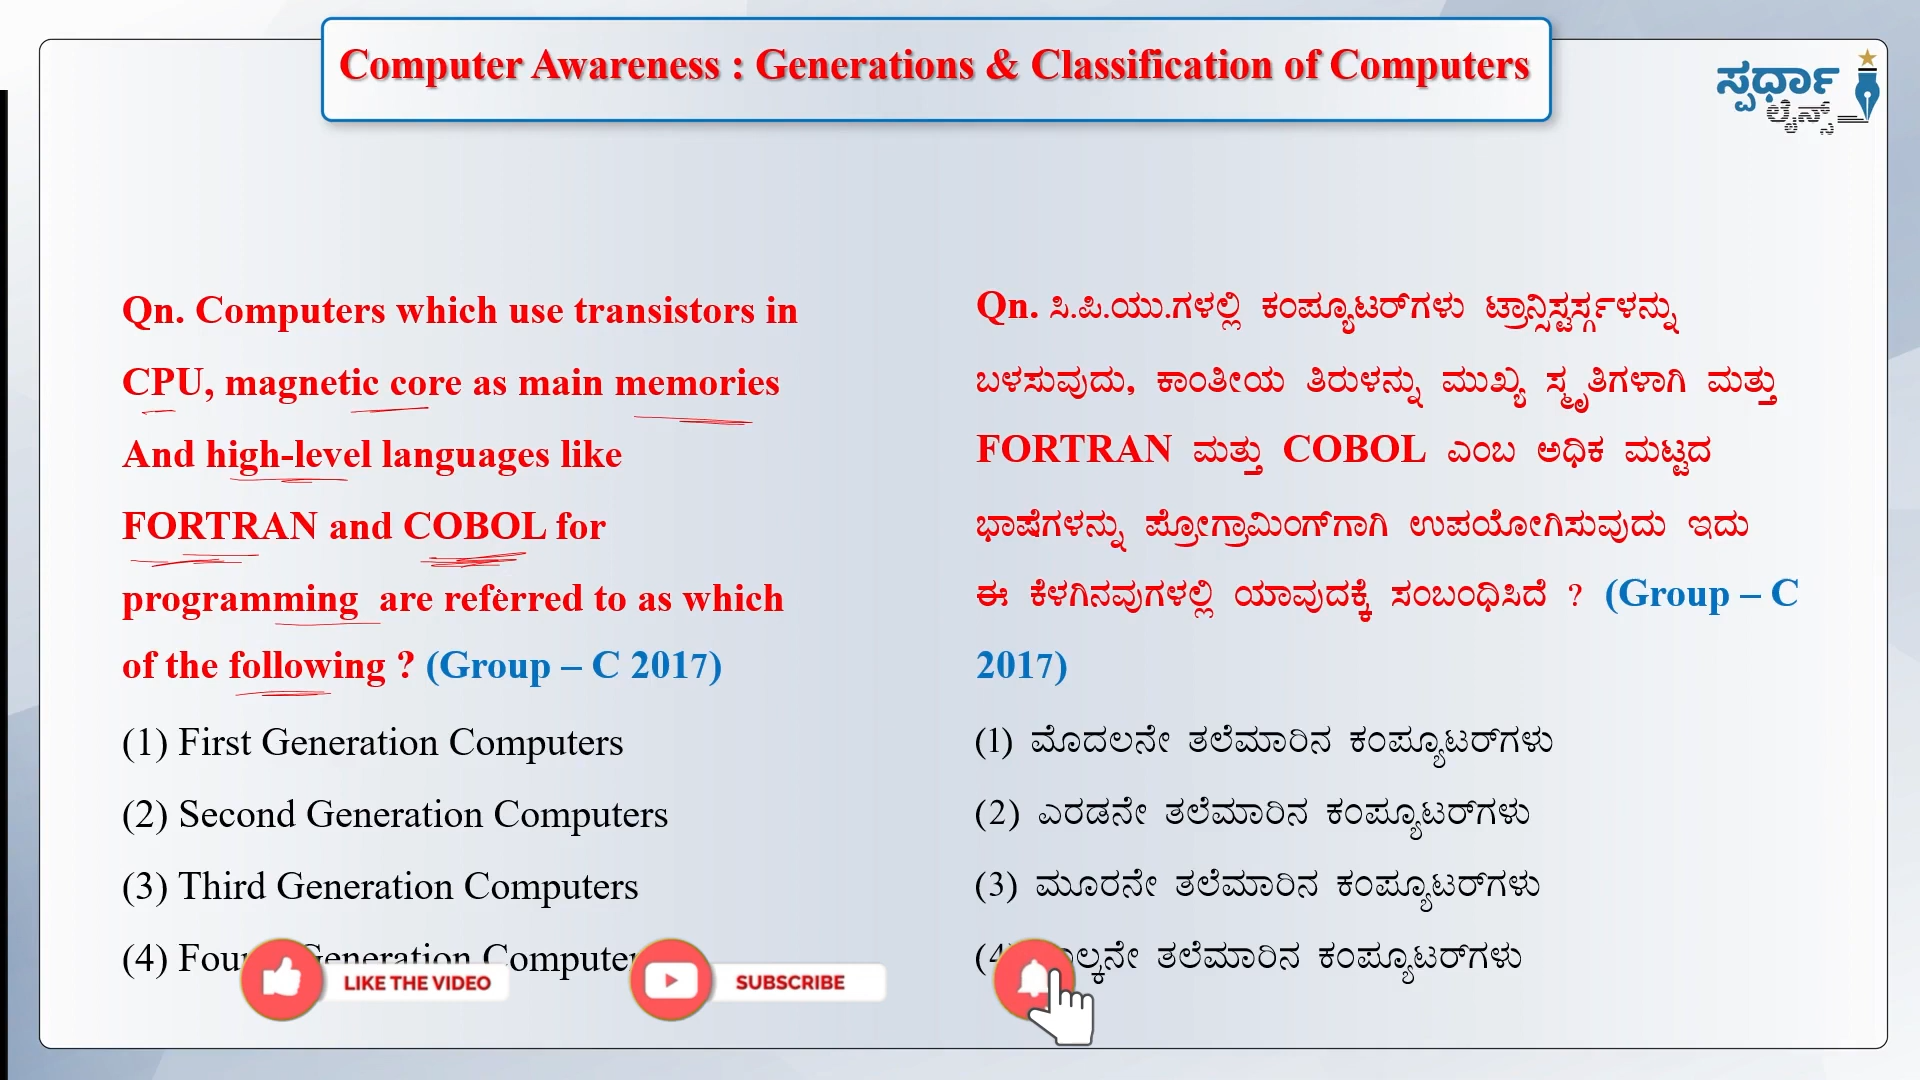 Computer Awareness : Generations & Classification of Computers
ಸ್ಪರ್ಧಾ
ಲೈನ್ಸ್
Qn. Computers which use transistors in
CPU, magnetic core as main memories
And high-level languages like
FORTRAN and COBOL for
programming are referred to as which
of the following ? (Group – C 2017)
(1) First Generation Computers
(2) Second Generation Computers
(3) Third Generation Computers
(4) Generation
Qn. ಸಿ.ಪಿ.ಯು.ಗಳಲ್ಲಿ ಕಂಪ್ಯೂಟರ್‌ಗಳು ಟ್ರಾನ್ಸಿಸ್ಟರ್ಸ್ಗಳನ್ನು
ಬಳಸುವುದು, ಕಾಂತೀಯ ತಿರುಳನ್ನು ಮುಖ್ಯ ಸ್ಮೃತಿಗಳಾಗಿ ಮತ್ತು
FORTRAN ಮತ್ತು COBOL ಎಂಬ ಅಧಿಕ ಮಟ್ಟದ
ಭಾಷೆಗಳನ್ನು ಪ್ರೋಗ್ರಾಮಿಂಗ್‌ಗಾಗಿ ಉಪಯೋಗಿಸುವುದು ಇದು
ಈ ಕೆಳಗಿನವುಗಳಲ್ಲಿ ಯಾವುದಕ್ಕೆ ಸಂಬಂಧಿಸಿದೆ ? (Group – C
2017)
(1) ಮೊದಲನೇ ತಲೆಮಾರಿನ ಕಂಪ್ಯೂಟರ್‌ಗಳು
(2) ಎರಡನೇ ತಲೆಮಾರಿನ ಕಂಪ್ಯೂಟರ್‌ಗಳು
(3) ಮೂರನೇ ತಲೆಮಾರಿನ ಕಂಪ್ಯೂಟರ್‌ಗಳು
ತಲೆಮಾರಿನ ಕಂಪ್ಯೂಟರ್‌ಗಳು
LIKE THE VIDEO
SUBSCRIBE